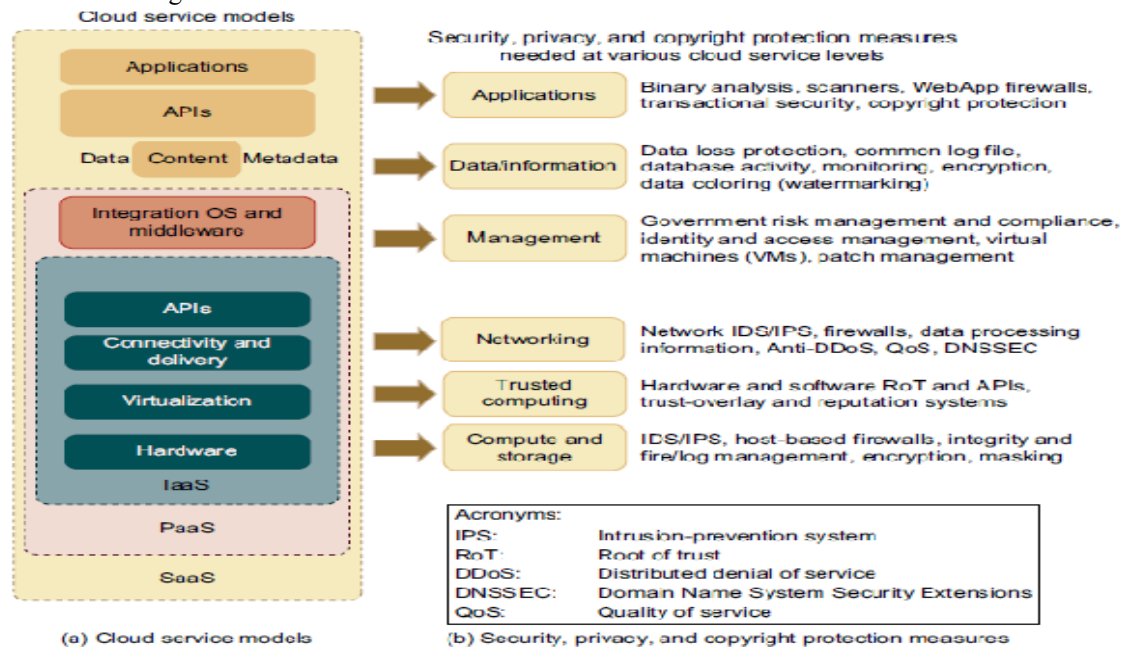 Cloud service models
Applications
APIs
Data Content Metadata
Integration OS and
middleware
APIs
Connectivity and
delivery
Virtualization
Hardware
IaaS
PaaS
SaaS
(a) Cloud service models
Security, privacy, and copyright protection measures
needed at various cloud service levels
Applications
Binary analysis, scanners, WebApp firewalls,
transactional security, copyright protection
Data/information
Data loss protection, common log file,
database activity, monitoring, encryption,
data coloring (watermarking)
Management
Government risk management and compliance,
identity and access management, virtual
machines (VMs), patch management
Networking
Network IDS/IPS, firewalls, data processing
information, Anti-DDoS, QoS, DNSSEC
Trusted
computing
Hardware and software RoT and APIs,
trust-overlay and reputation systems
Compute and
storage
IDS/IPS, host-based firewalls, integrity and
fire/log management, encryption, masking
Acronyms:
IPS: Intrusion-prevention system
RoT: Root of trust
DDoS: Distributed denial of service
DNSSEC: Domain Name System Security Extensions
QoS: Quality of service
(b) Security, privacy, and copyright protection measures